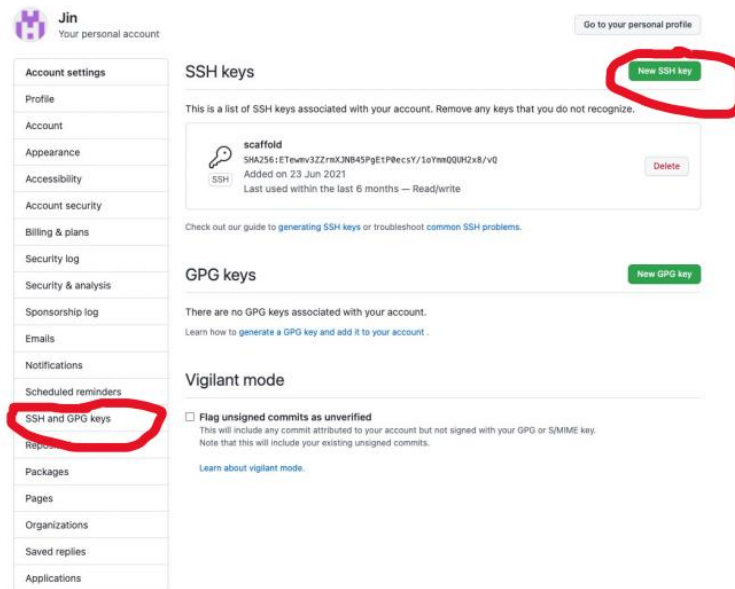 Jin
Your personal account
Go to your personal profile
Account settings
Profile
Account
Appearance
Accessibility
Account security
Billing & plans
Security log
Security & analysis
Sponsorship log
Emails
Notifications
Scheduled reminders
SSH and GPG keys
Packages
Pages
Organizations
Saved replies
Applications
SSH keys
New SSH key
This is a list of SSH keys associated with your account. Remove any keys that you do not recognize.
scaffold
SHA256:ETewmv3ZZrmXJNB45PgEtP0ecsY/1oYmmQQUH2x8/vQ
Added on 23 Jun 2021
Last used within the last 6 months — Read/write
SSH
Delete
Check out our guide to generating SSH keys or troubleshoot common SSH problems.
GPG keys
New GPG key
There are no GPG keys associated with your account.
Learn how to generate a GPG key and add it to your account .
Vigilant mode
Flag unsigned commits as unverified
This will include any commit attributed to your account but not signed with your GPG or S/MIME key.
Note that this will include your existing unsigned commits.
Learn about vigilant mode.